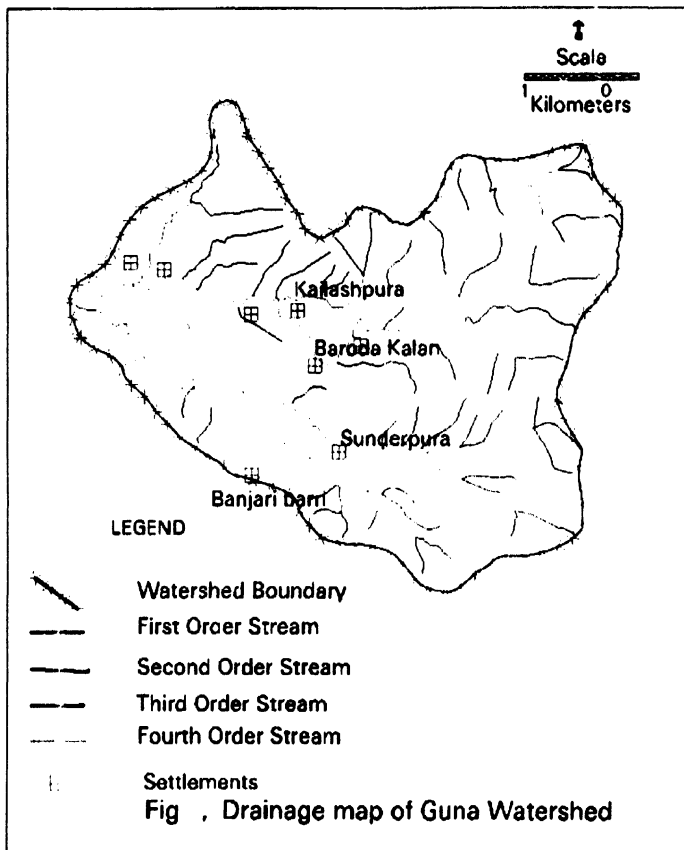 Scale
1 0
Kilometers
Kailashpura
Baroda Kalan
Sunderpura
Banjari barri
LEGEND
Watershed Boundary
First Order Stream
Second Order Stream
Third Order Stream
Fourth Order Stream
Settlements
Fig , Drainage map of Guna Watershed